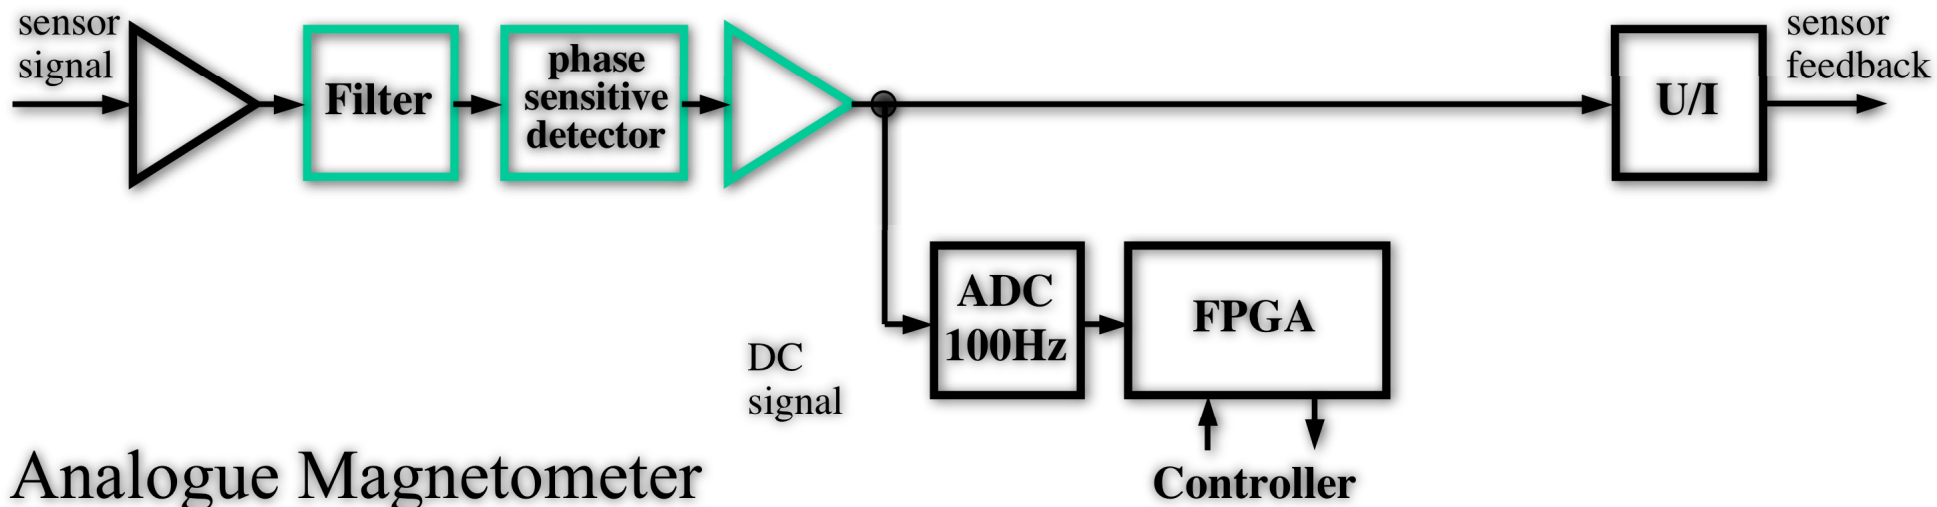 sensor
signal
Filter
phase
sensitive
detector
U/I
sensor
feedback
ADC
100Hz
FPGA
DC
signal
Controller
Analogue Magnetometer